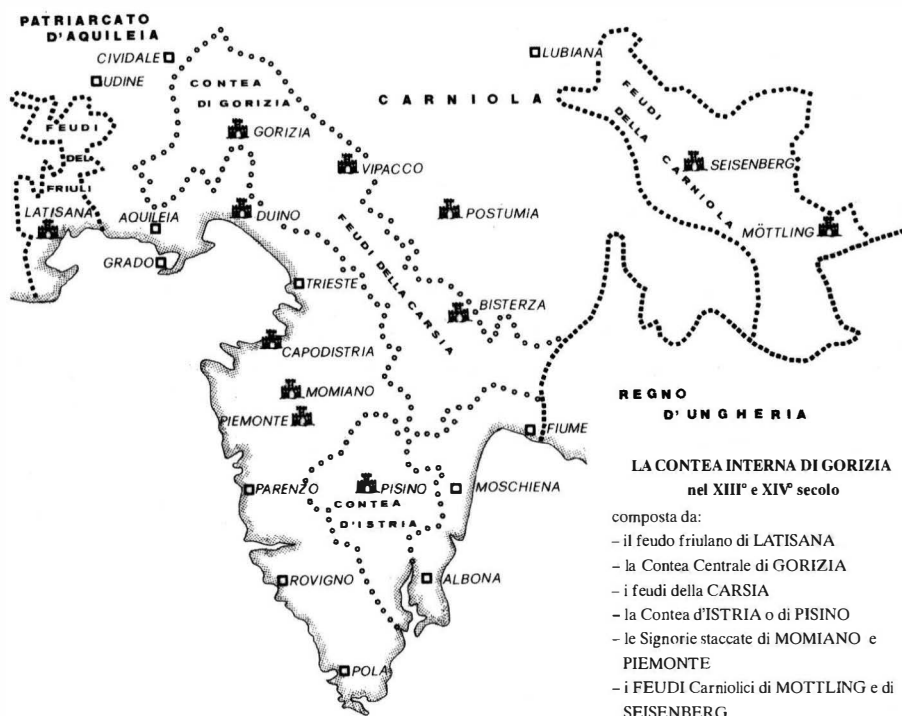 PATRIARCATO
D'AQUILEIA
CIVIDALE
UDINE
CONTEA
DI GORIZIA
LUBIANA
CARNIOLA
FEUDI
DELLA
CARNIOLA
FEUDI
DEL
FRIULI
GORIZIA
VIPACCO
SEISENBERG
LATISANA
AQUILEIA
DUINO
POSTUMIA
MÖTTLING
GRADO
TRIESTE
FEUDI DELLA CARSIA
BISTERZA
CAPODISTRIA
MOMIANO
PIEMONTE
FIUME
REGNO
D'UNGHERIA
PARENZO
PISINO
MOSCHIENA
CONTEA
D'ISTRIA
ROVIGNO
ALBONA
POLA
LA CONTEA INTERNA DI GORIZIA
nel XIII° e XIV° secolo
composta da:
– il feudo friulano di LATISANA
– la Contea Centrale di GORIZIA
– i feudi della CARSIA
– la Contea d'ISTRIA o di PISINO
– le Signorie staccate di MOMIANO e
PIEMONTE
– i FEUDI Carniolici di MOTTLING e di
SEISENBERG